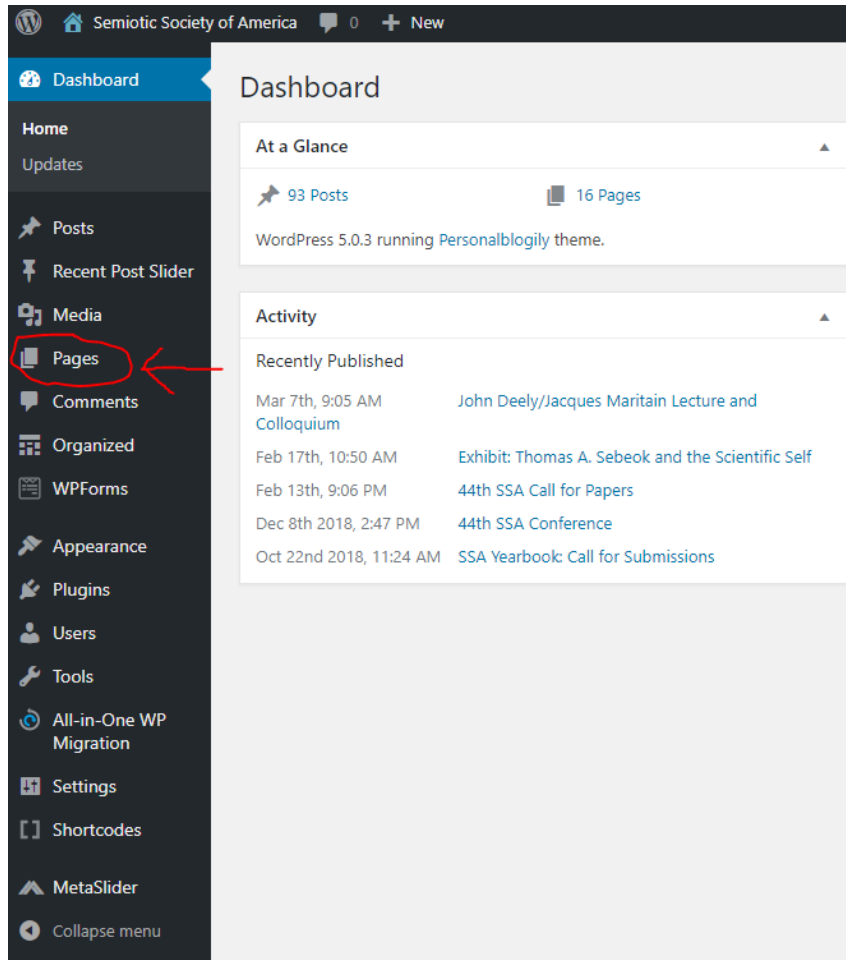 Semiotic Society of America 0 New
Dashboard
Home
Updates
Posts
Recent Post Slider
Media
Pages
Comments
Organized
WPForms
Appearance
Plugins
Users
Tools
All-in-One WP
Migration
Settings
Shortcodes
MetaSlider
Collapse menu
Dashboard
At a Glance
93 Posts 16 Pages
WordPress 5.0.3 running Personalblogily theme.
Activity
Recently Published
Mar 7th, 9:05 AM John Deely/Jacques Maritain Lecture and
Colloquium
Feb 17th, 10:50 AM Exhibit: Thomas A. Sebeok and the Scientific Self
Feb 13th, 9:06 PM 44th SSA Call for Papers
Dec 8th 2018, 2:47 PM 44th SSA Conference
Oct 22nd 2018, 11:24 AM SSA Yearbook: Call for Submissions